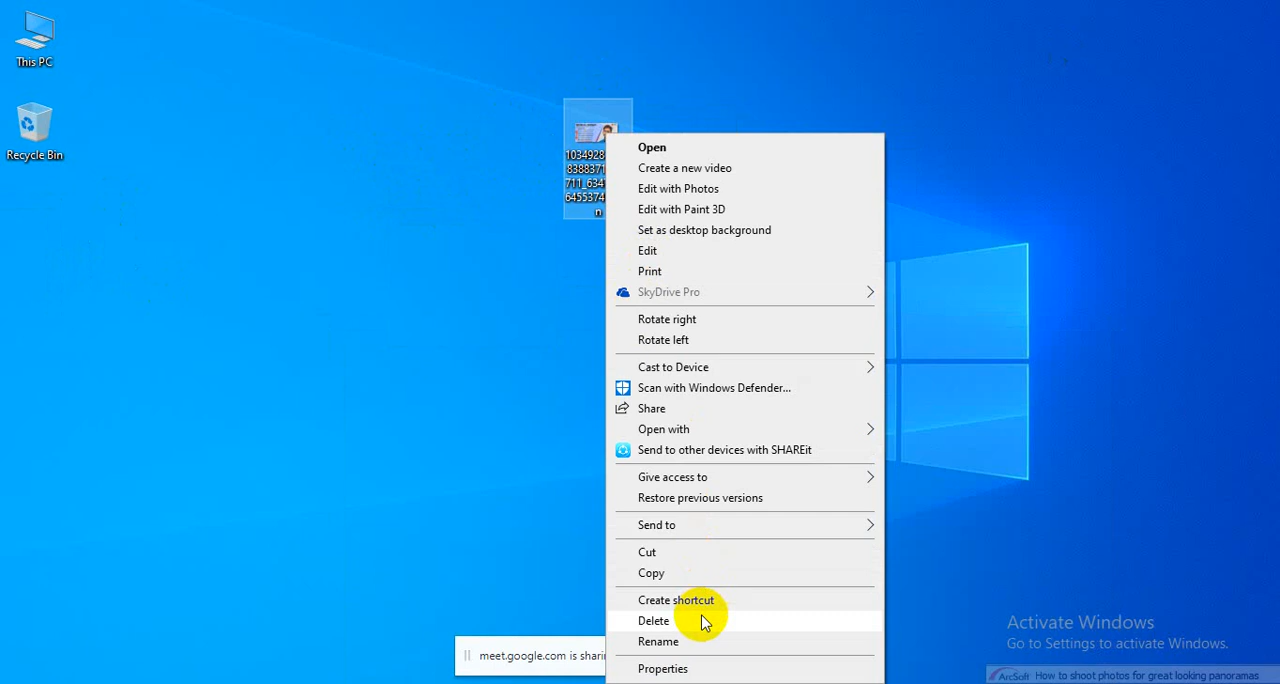 This PC
Recycle Bin
1034928
8388371
711_634
6455374
n
Open
Create a new video
Edit with Photos
Edit with Paint 3D
Set as desktop background
Edit
Print
SkyDrive Pro
Rotate right
Rotate left
Cast to Device
Scan with Windows Defender...
Share
Open with
Send to other devices with SHAREit
Give access to
Restore previous versions
Send to
Cut
Copy
Create shortcut
Delete
Rename
Properties
meet.google.com is shari
Activate Windows
Go to Settings to activate Windows.
ArcSoft How to shoot photos for great looking panoramas